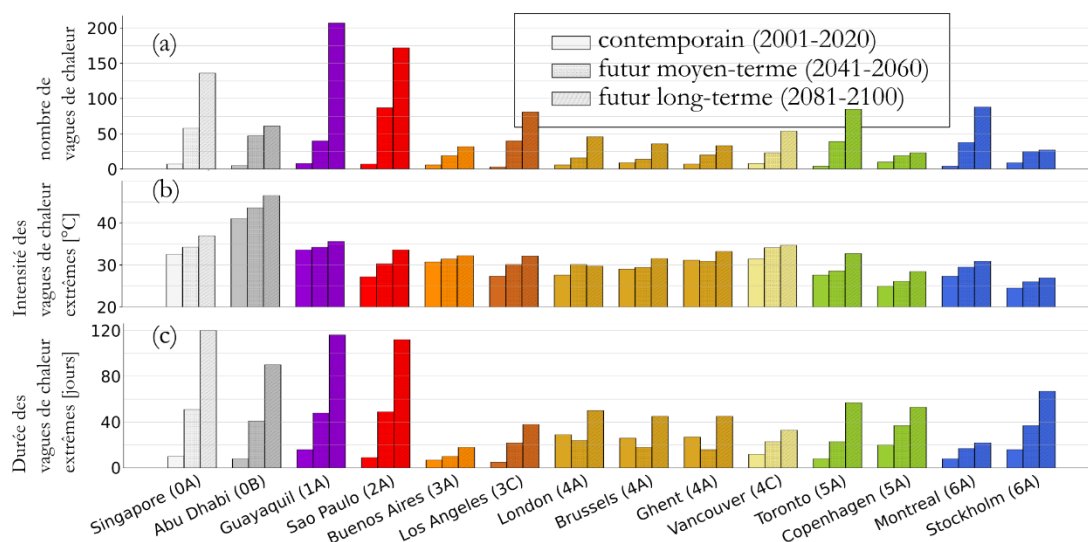 (a)
contemporain (2001-2020)
futur moyen-terme (2041-2060)
futur long-terme (2081-2100)
nombre de
vagues de chaleur
200
150
100
50
0
(b)
Intensité des
vagues de chaleur
extrêmes [°C]
40
30
20
(c)
Durée des
vagues de chaleur
extrêmes [jours]
120
80
40
0
Singapore (0A)
Abu Dhabi (0B)
Guayaquil (1A)
Sao Paulo (2A)
Buenos Aires (3A)
Los Angeles (3C)
London (4A)
Brussels (4A)
Ghent (4A)
Vancouver (4C)
Toronto (5A)
Copenhagen (5A)
Montreal (6A)
Stockholm (6A)